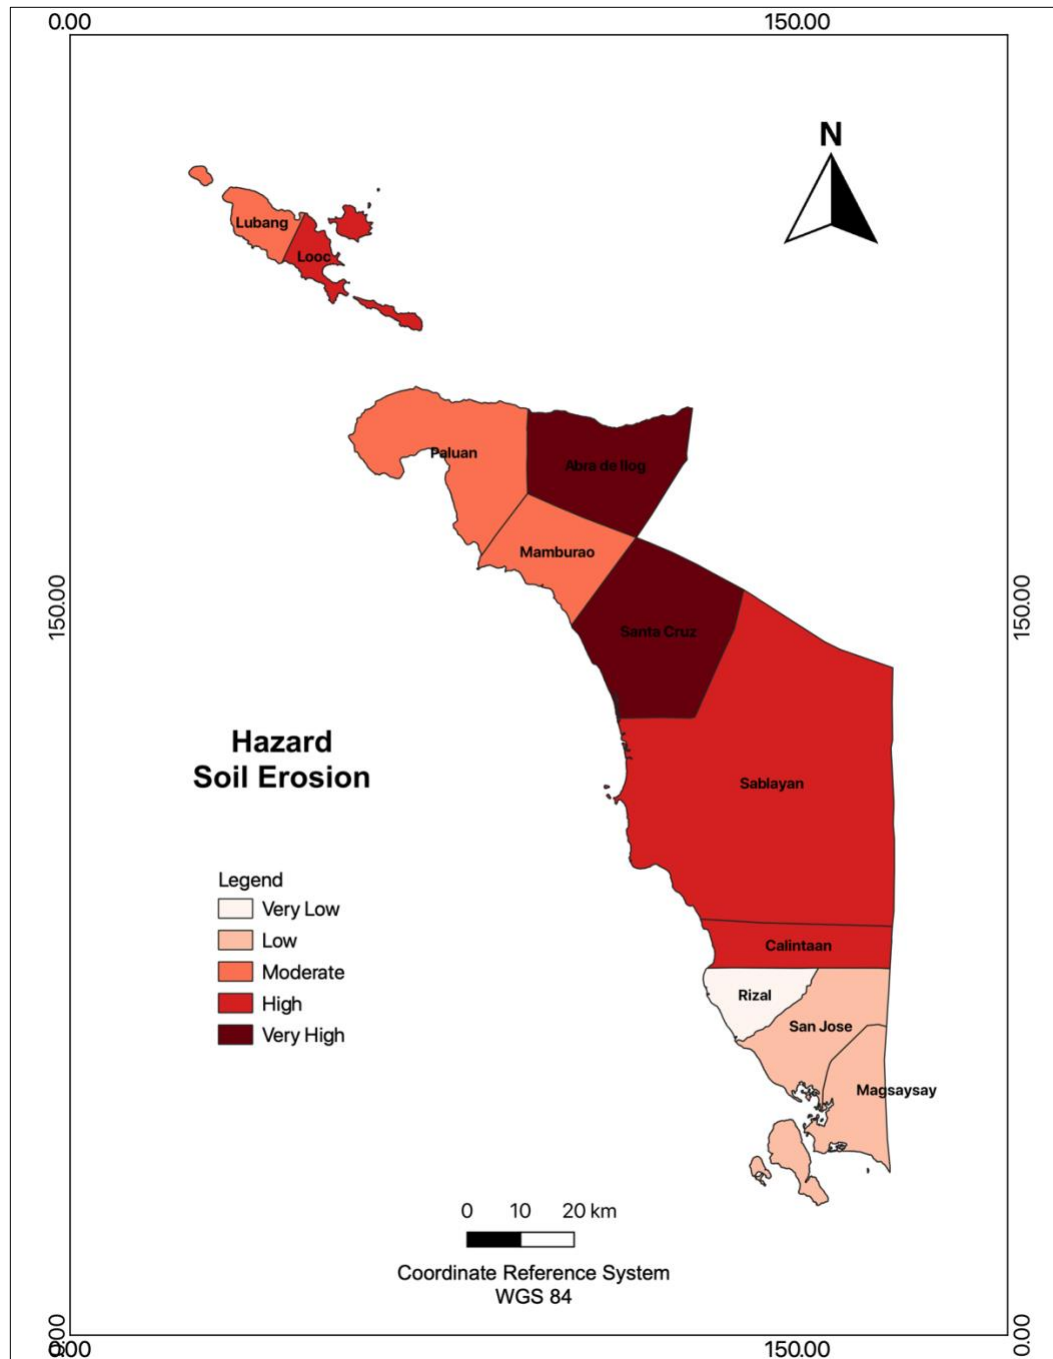 0.00 150.00
N
Lubang
Looc
Paluan
Abra de Ilog
Mamburao
150.00
150.00
Santa Cruz
Hazard
Soil Erosion
Sablayan
Legend
Very Low
Low
Moderate
High
Very High
Calintaan
Rizal
San Jose
Magsaysay
0 10 20 km
Coordinate Reference System
WGS 84
0.00
0.00
0.00 150.00